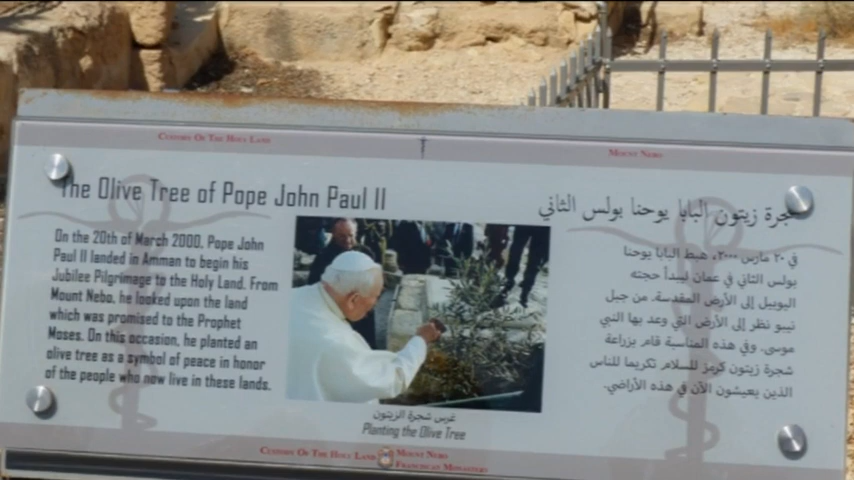 CUSTODY OF THE HOLY LAND
MOUNT NEBO
The Olive Tree of Pope John Paul II
On the 20th of March 2000, Pope John
Paul II landed in Amman to begin his
Jubilee Pilgrimage to the Holy Land. From
Mount Nebo, he looked upon the land
which was promised to the Prophet
Moses. On this occasion, he planted an
olive tree as a symbol of peace in honor
of the people who now live in these lands.
شجرة زيتون البابا يوحنا بولس الثاني
في ٢٠ مارس ٢٠٠٠، هبط البابا يوحنا
بولس الثاني في عمان ليبدأ حجته
اليوبيل إلى الأرض المقدسة. من جبل
نيبو نظر إلى الأرض التي وعد بها النبي
موسى. وفي هذه المناسبة قام بزراعة
شجرة زيتون كرمز للسلام تكريما للناس
الذين يعيشون الآن في هذه الأراضي.
غرس شجرة الزيتون
Planting the Olive Tree
CUSTODY OF THE HOLY LAND
MOUNT NEBO
FRANCISCAN MONASTERY